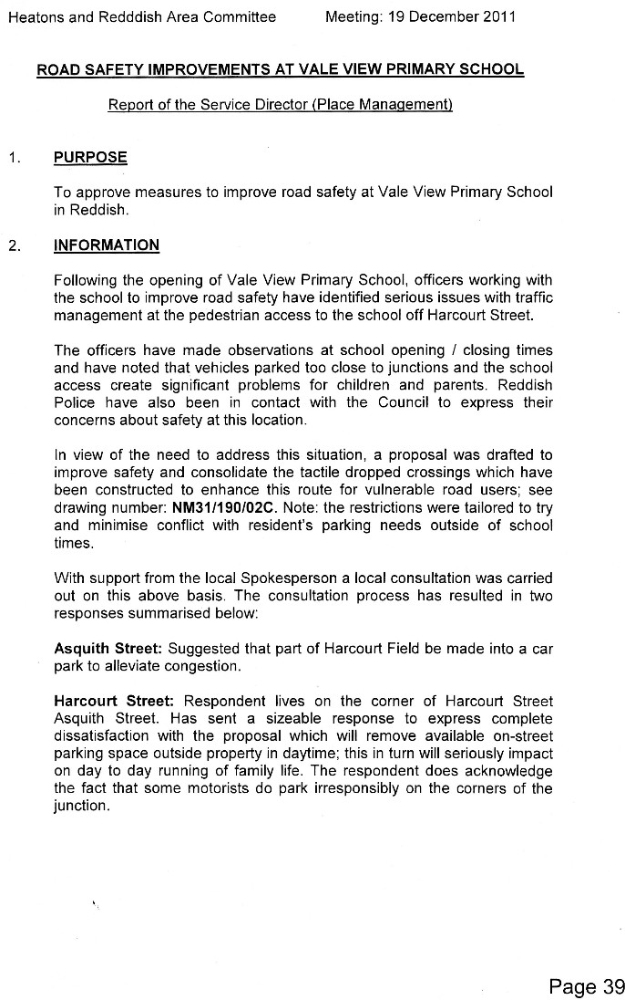 Heatons and Redddish Area Committee Meeting: 19 December 2011
ROAD SAFETY IMPROVEMENTS AT VALE VIEW PRIMARY SCHOOL
Report of the Service Director (Place Management)
1. PURPOSE
To approve measures to improve road safety at Vale View Primary School
in Reddish.
2. INFORMATION
Following the opening of Vale View Primary School, officers working with
the school to improve road safety have identified serious issues with traffic
management at the pedestrian access to the school off Harcourt Street.
The officers have made observations at school opening / closing times
and have noted that vehicles parked too close to junctions and the school
access create significant problems for children and parents. Reddish
Police have also been in contact with the Council to express their
concerns about safety at this location.
In view of the need to address this situation, a proposal was drafted to
improve safety and consolidate the tactile dropped crossings which have
been constructed to enhance this route for vulnerable road users; see
drawing number: NM31/190/02C. Note: the restrictions were tailored to try
and minimise conflict with resident's parking needs outside of school
times.
With support from the local Spokesperson a local consultation was carried
out on this above basis. The consultation process has resulted in two
responses summarised below:
Asquith Street: Suggested that part of Harcourt Field be made into a car
park to alleviate congestion.
Harcourt Street: Respondent lives on the corner of Harcourt Street
Asquith Street. Has sent a sizeable response to express complete
dissatisfaction with the proposal which will remove available on-street
parking space outside property in daytime; this in turn will seriously impact
on day to day running of family life. The respondent does acknowledge
the fact that some motorists do park irresponsibly on the corners of the
junction.
Page 39